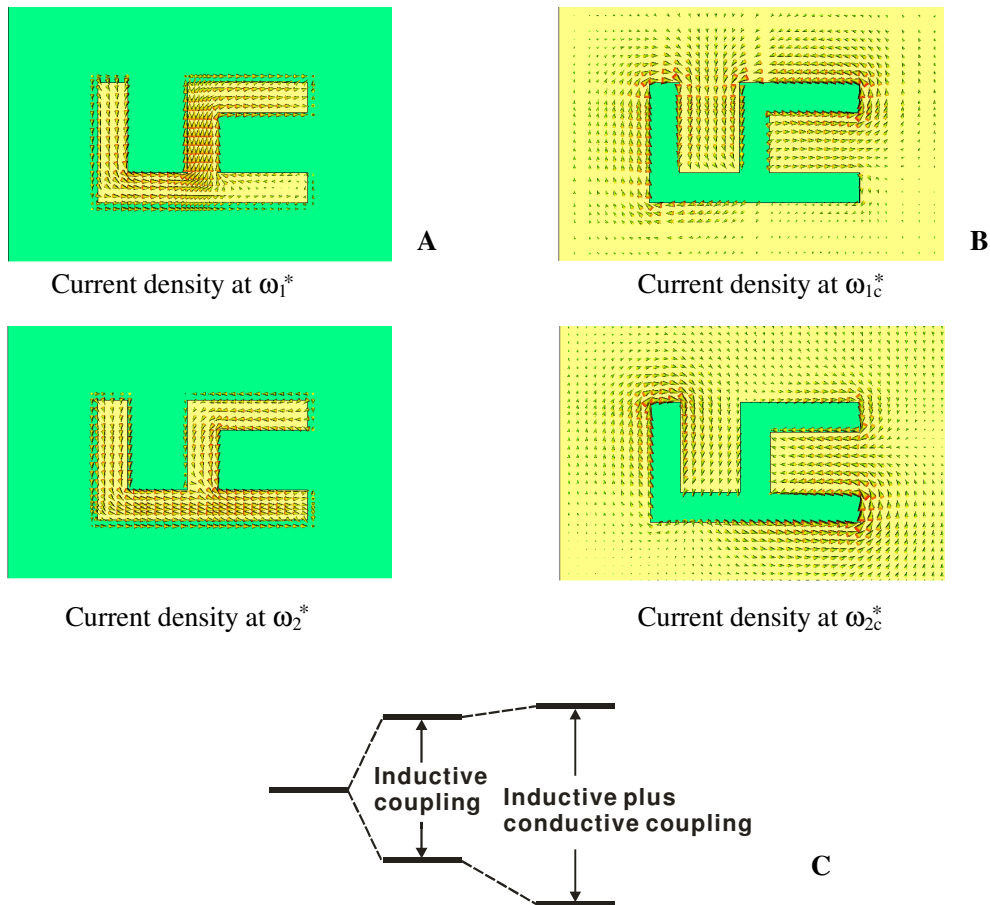 A
B
Current density at ω₁*
Current density at ω₁c*
Current density at ω₂*
Current density at ω₂c*
Inductive
coupling
Inductive plus
conductive coupling
C